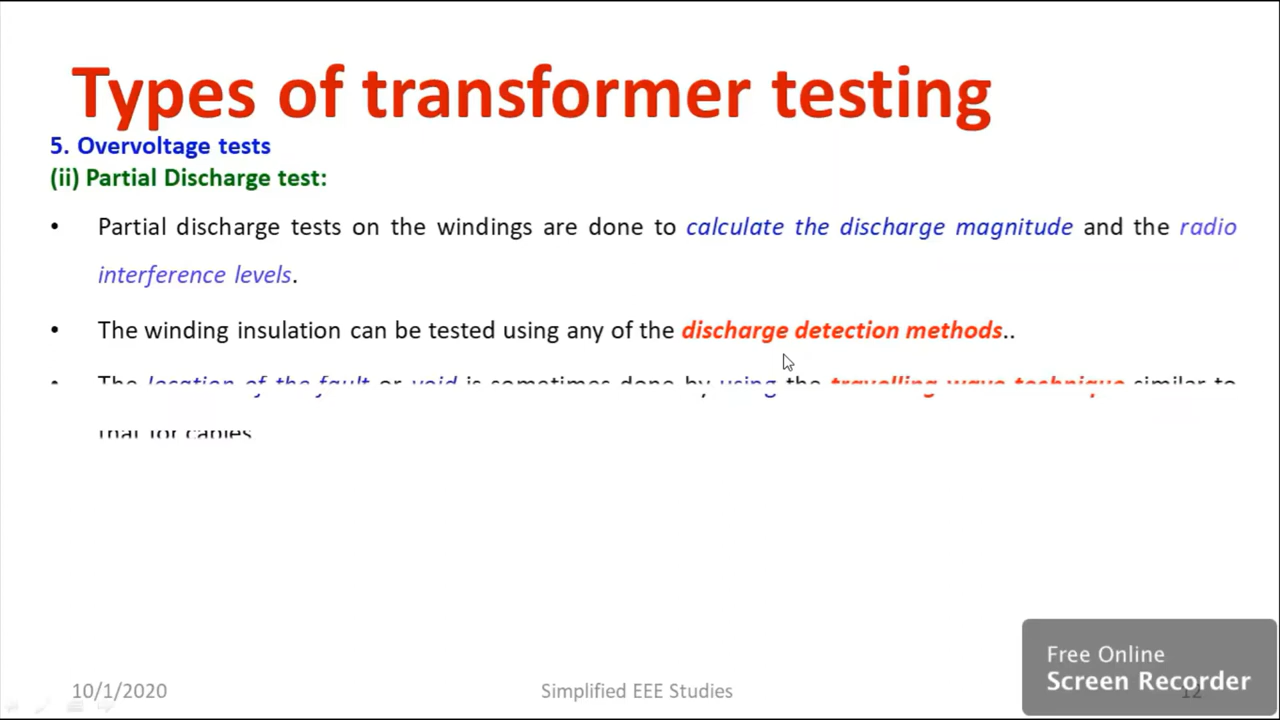 Types of transformer testing
5. Overvoltage tests
(ii) Partial Discharge test:
• Partial discharge tests on the windings are done to calculate the discharge magnitude and the radio
interference levels.
• The winding insulation can be tested using any of the discharge detection methods..
• The location of the fault or void is sometimes done by using the travelling wave technique similar to
that for cables
Free Online
Screen Recorder
10/1/2020
Simplified EEE Studies
12